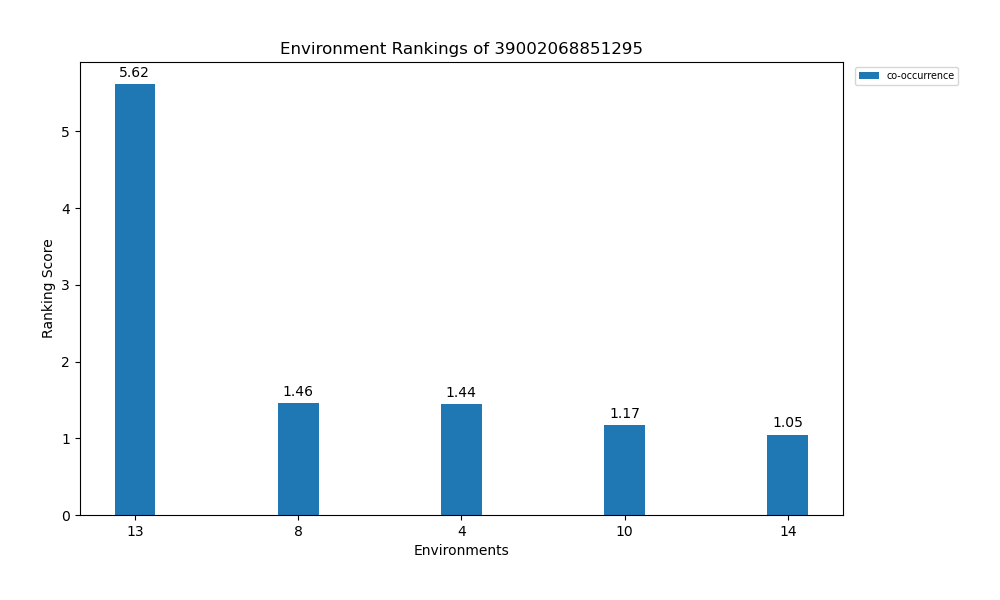 Environment Rankings of 39002068851295
co-occurrence
Ranking Score
5
4
3
2
1
0
5.62
1.46
1.44
1.17
1.05
13 8 4 10 14
Environments